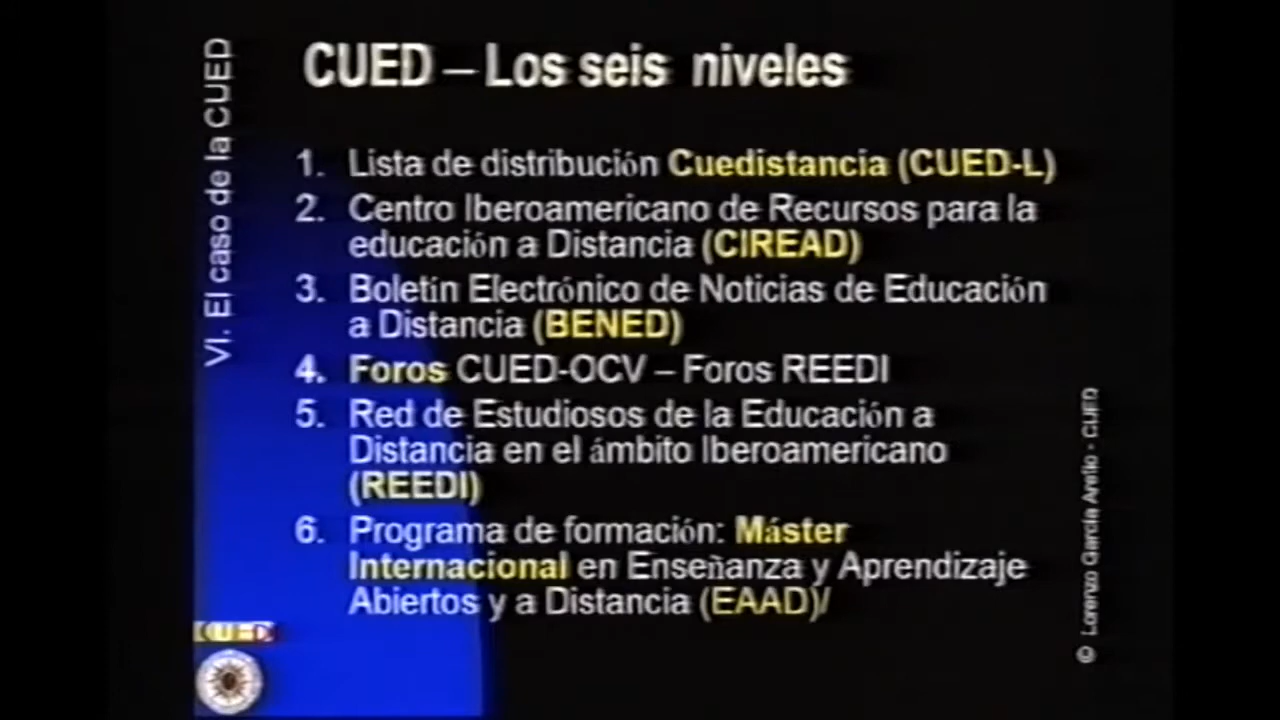 CUED – Los seis niveles
VI. El caso de la CUED
1. Lista de distribución Cuedistancia (CUED-L)
2. Centro Iberoamericano de Recursos para la
educación a Distancia (CIREAD)
3. Boletín Electrónico de Noticias de Educación
a Distancia (BENED)
4. Foros CUED-OCV – Foros REEDI
5. Red de Estudiosos de la Educación a
Distancia en el ámbito Iberoamericano
(REEDI)
6. Programa de formación: Máster
Internacional en Enseñanza y Aprendizaje
Abiertos y a Distancia (EAAD)/
CUED
© Lorenzo García Aretio - CUED